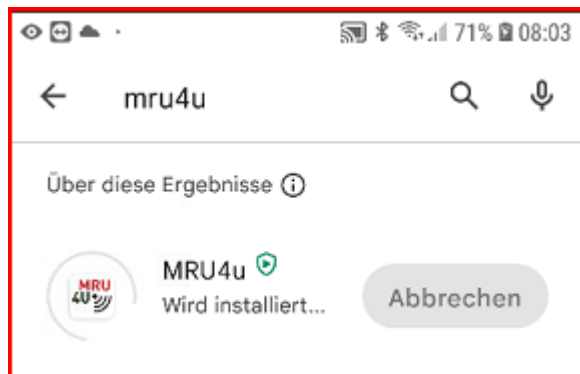 71% 08:03
mru4u
Über diese Ergebnisse
MRU
4U
MRU4u
Wird installiert...
Abbrechen